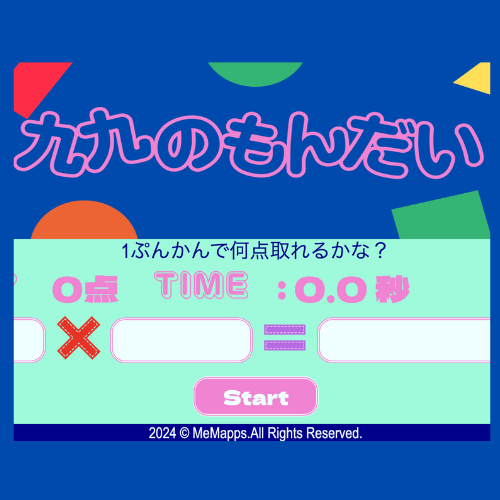 九九のもんだい
1ぷんかんで何点取れるかな？
0点 TIME :0.0 秒
× =
Start
2024 © MeMapps.All Rights Reserved.